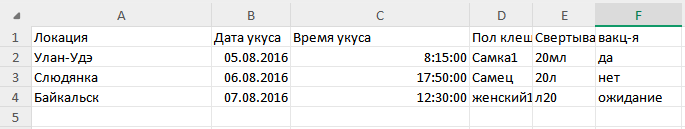 A B C D E F
1 Локация Дата укуса Время укуса Пол клещ Свертыва вакц-я
2 Улан-Удэ 05.08.2016 8:15:00 Самка1 20мл да
3 Слюдянка 06.08.2016 17:50:00 Самец 20л нет
4 Байкальск 07.08.2016 12:30:00 женский1 л20 ожидание
5